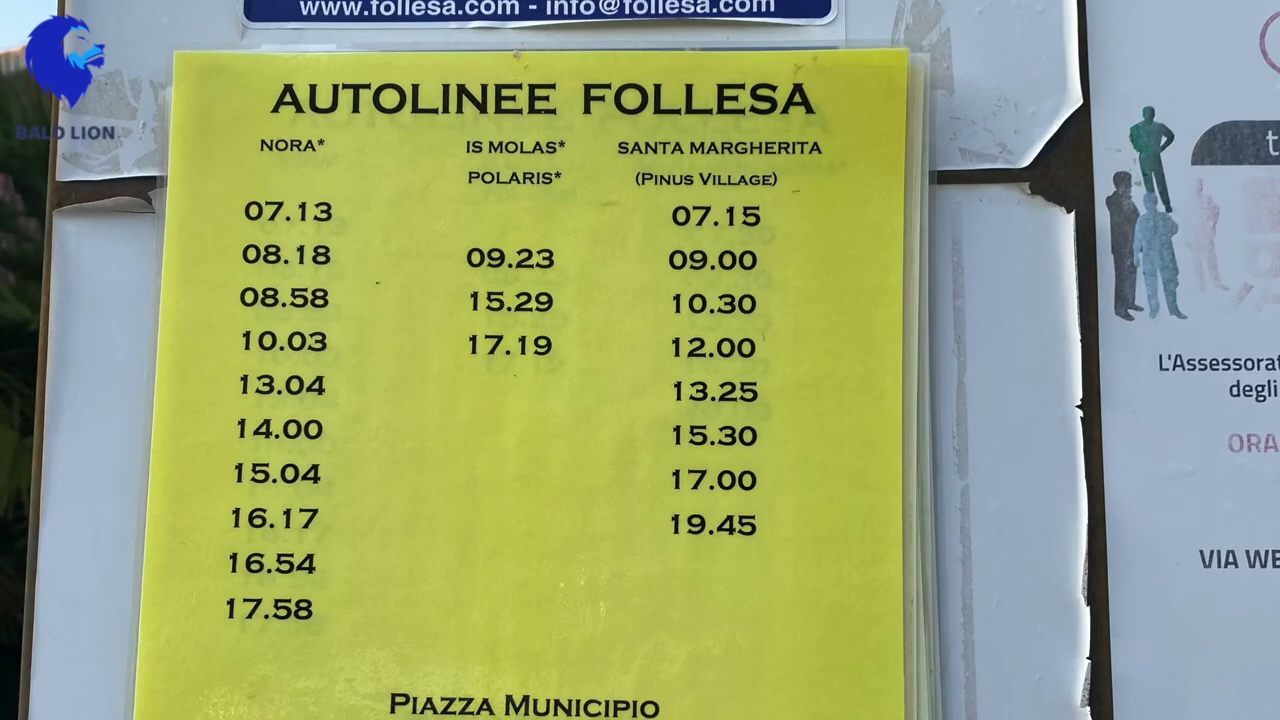 www.follesa.com - info@follesa.com
BALD LION
AUTOLINEE FOLLESA
NORA* IS MOLAS* SANTA MARGHERITA
POLARIS* (PINUS VILLAGE)
07.13 07.15
08.18 09.23 09.00
08.58 15.29 10.30
10.03 17.19 12.00
13.04 13.25
14.00 15.30
15.04 17.00
16.17 19.45
16.54
17.58
PIAZZA MUNICIPIO
t
L'Assessorat
degli
ORA
VIA WE